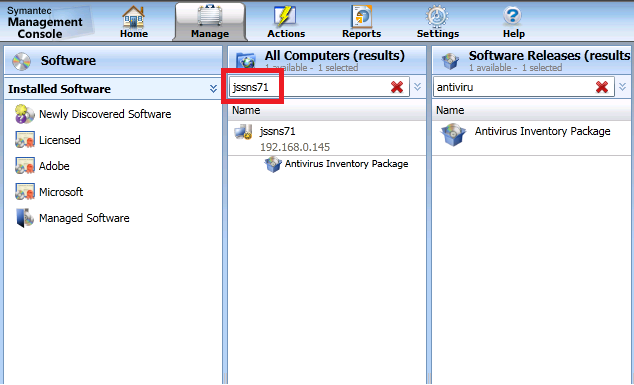 Symantec
Management
Console
Home
Manage
Actions
Reports
Settings
Help
Software
Installed Software
Newly Discovered Software
Licensed
Adobe
Microsoft
Managed Software
All Computers (results)
1 available - 1 selected
jssns71
Name
jssns71
192.168.0.145
Antivirus Inventory Package
Software Releases (results
1 available - 1 selected
antiviru
Name
Antivirus Inventory Package